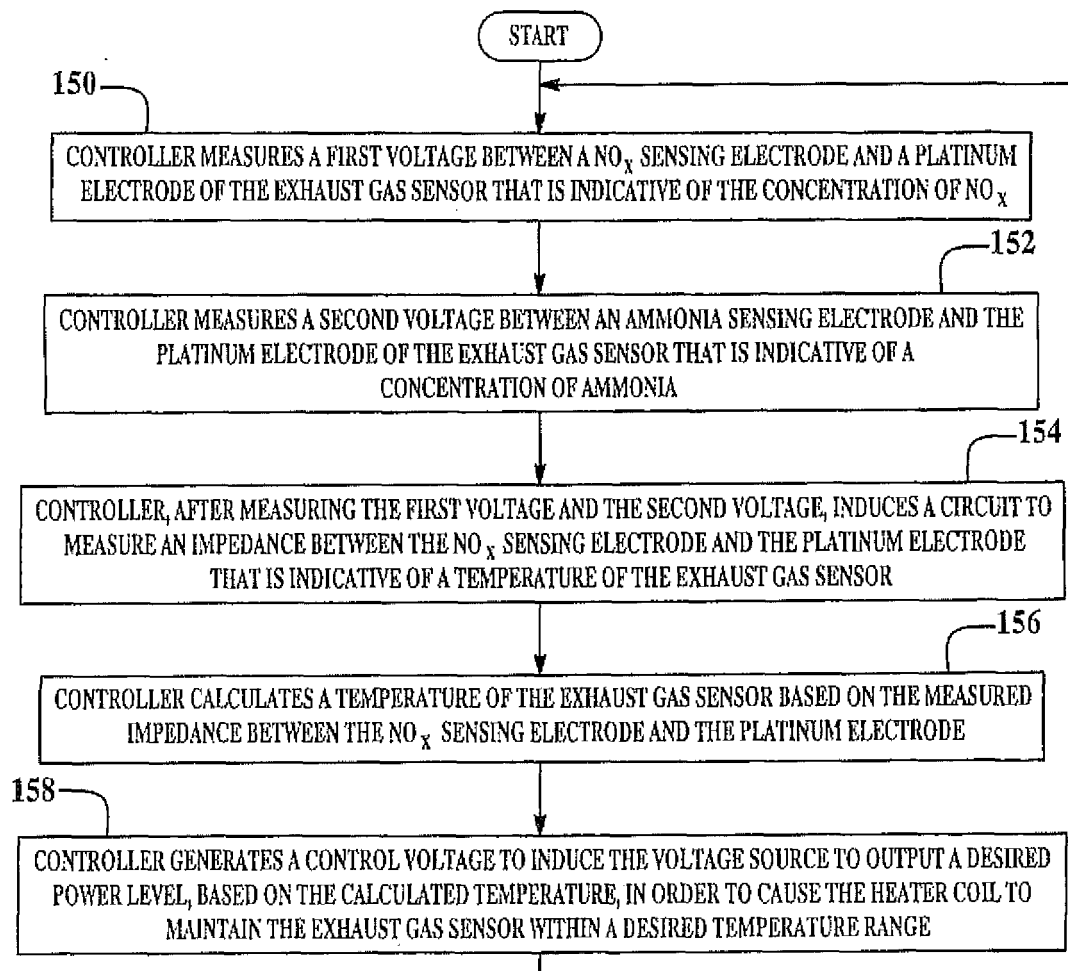 START
150
CONTROLLER MEASURES A FIRST VOLTAGE BETWEEN A NOX SENSING ELECTRODE AND A PLATINUM
ELECTRODE OF THE EXHAUST GAS SENSOR THAT IS INDICATIVE OF THE CONCENTRATION OF NOX
152
CONTROLLER MEASURES A SECOND VOLTAGE BETWEEN AN AMMONIA SENSING ELECTRODE AND THE
PLATINUM ELECTRODE OF THE EXHAUST GAS SENSOR THAT IS INDICATIVE OF A
CONCENTRATION OF AMMONIA
154
CONTROLLER, AFTER MEASURING THE FIRST VOLTAGE AND THE SECOND VOLTAGE, INDUCES A CIRCUIT TO
MEASURE AN IMPEDANCE BETWEEN THE NOX SENSING ELECTRODE AND THE PLATINUM ELECTRODE
THAT IS INDICATIVE OF A TEMPERATURE OF THE EXHAUST GAS SENSOR
156
CONTROLLER CALCULATES A TEMPERATURE OF THE EXHAUST GAS SENSOR BASED ON THE MEASURED
IMPEDANCE BETWEEN THE NOX SENSING ELECTRODE AND THE PLATINUM ELECTRODE
158
CONTROLLER GENERATES A CONTROL VOLTAGE TO INDUCE THE VOLTAGE SOURCE TO OUTPUT A DESIRED
POWER LEVEL, BASED ON THE CALCULATED TEMPERATURE, IN ORDER TO CAUSE THE HEATER COIL TO
MAINTAIN THE EXHAUST GAS SENSOR WITHIN A DESIRED TEMPERATURE RANGE